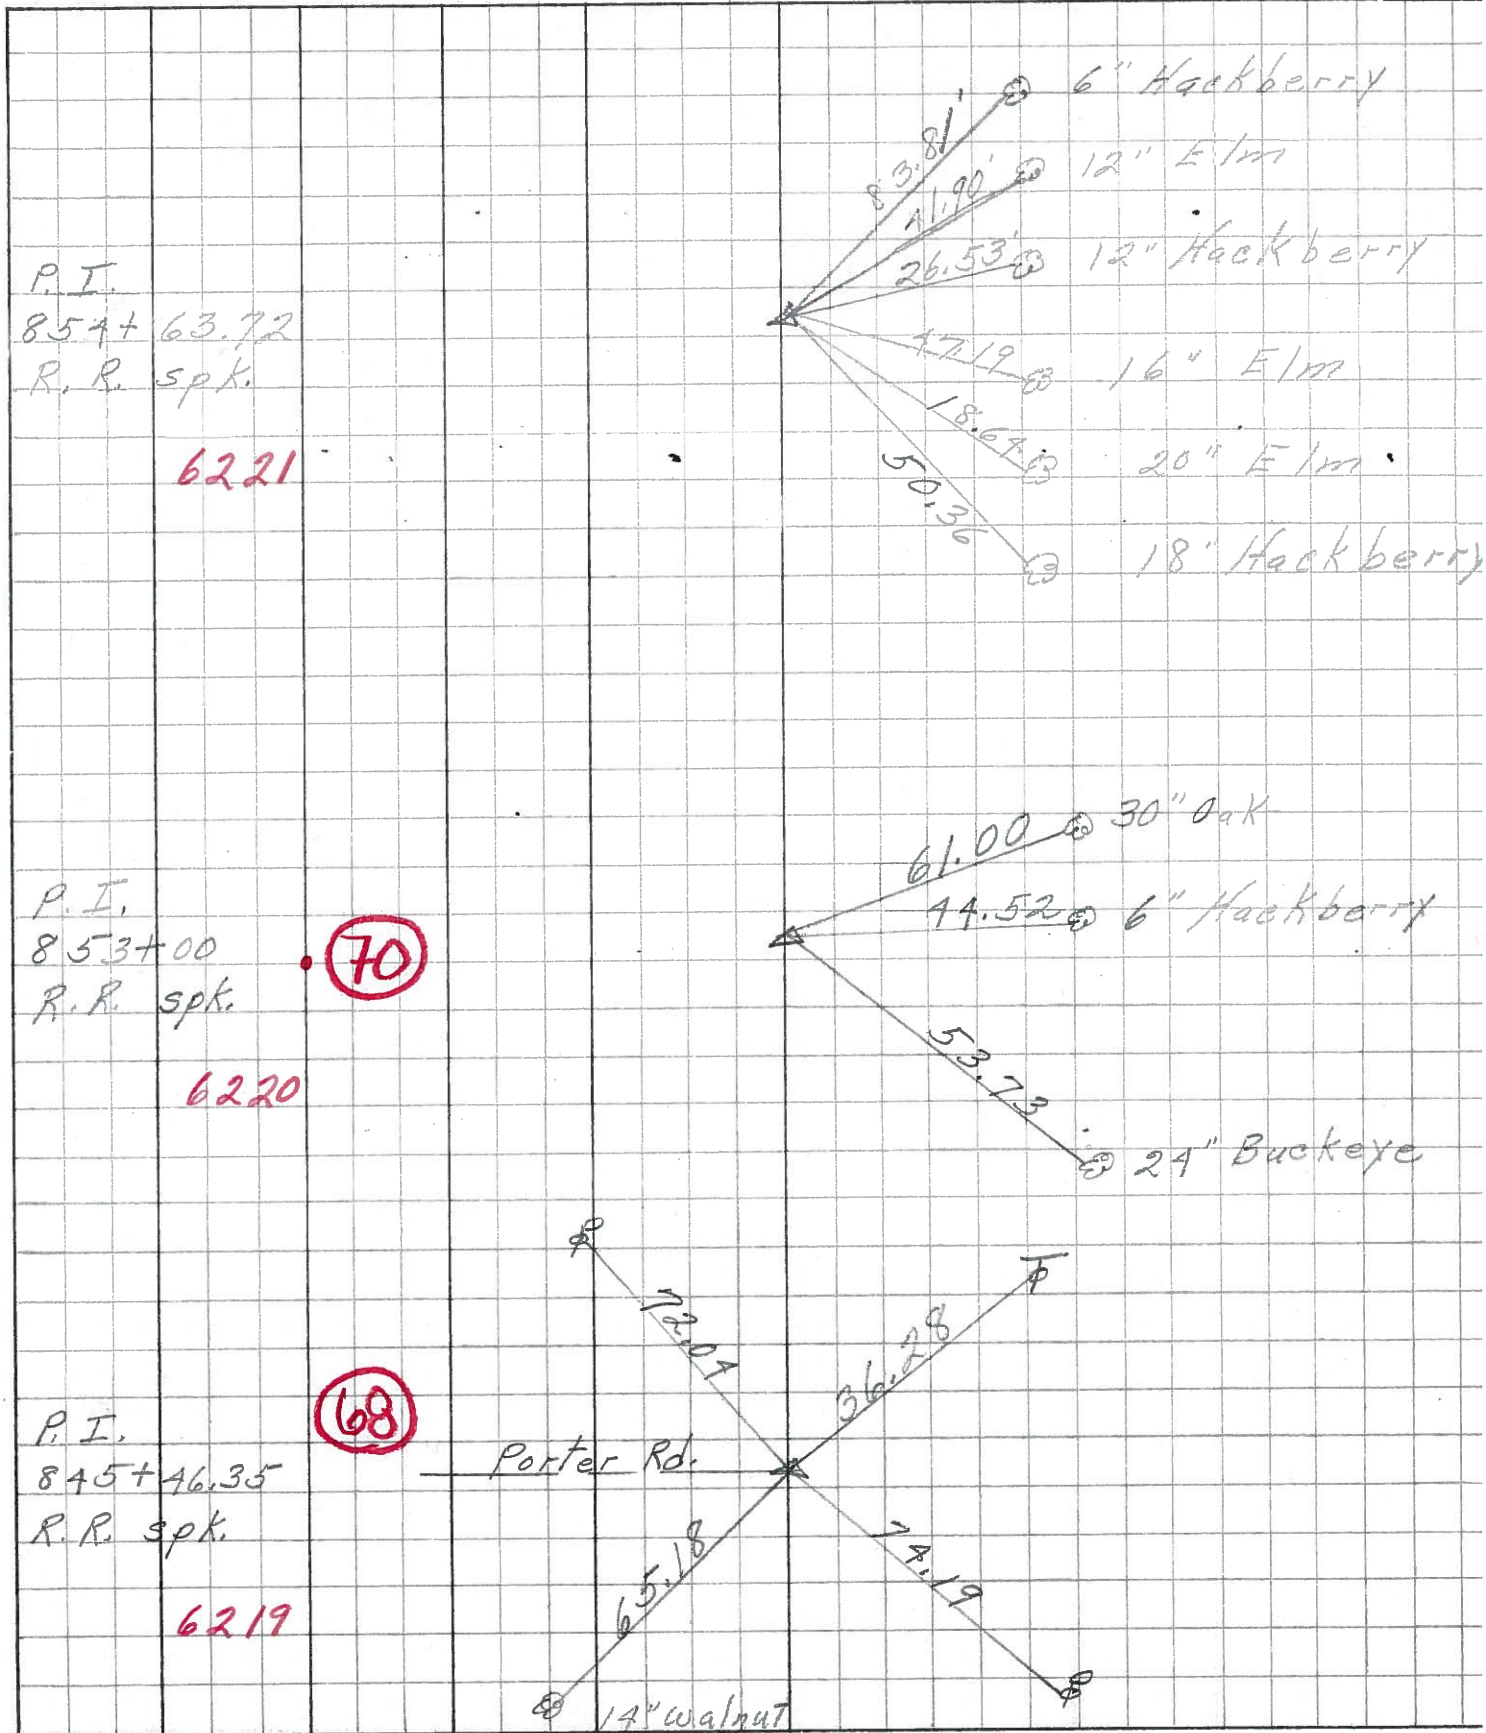 6" Hackberry
83.81'
12" Elm
41.90'
12" Hackberry
26.53'
P. I.
854+63.72
R. R. spk.
47.19
16" Elm
18.64
20" Elm
6221
50.36
18" Hackberry
30" Oak
61.00
P. I.
44.52
6" Hackberry
853+00
70
R. R. spk.
53.73
6220
24" Buckeye
72.04
36.28
68
P. I.
Porter Rd.
845+46.35
R. R. spk.
65.18
74.19
6219
14" Walnut